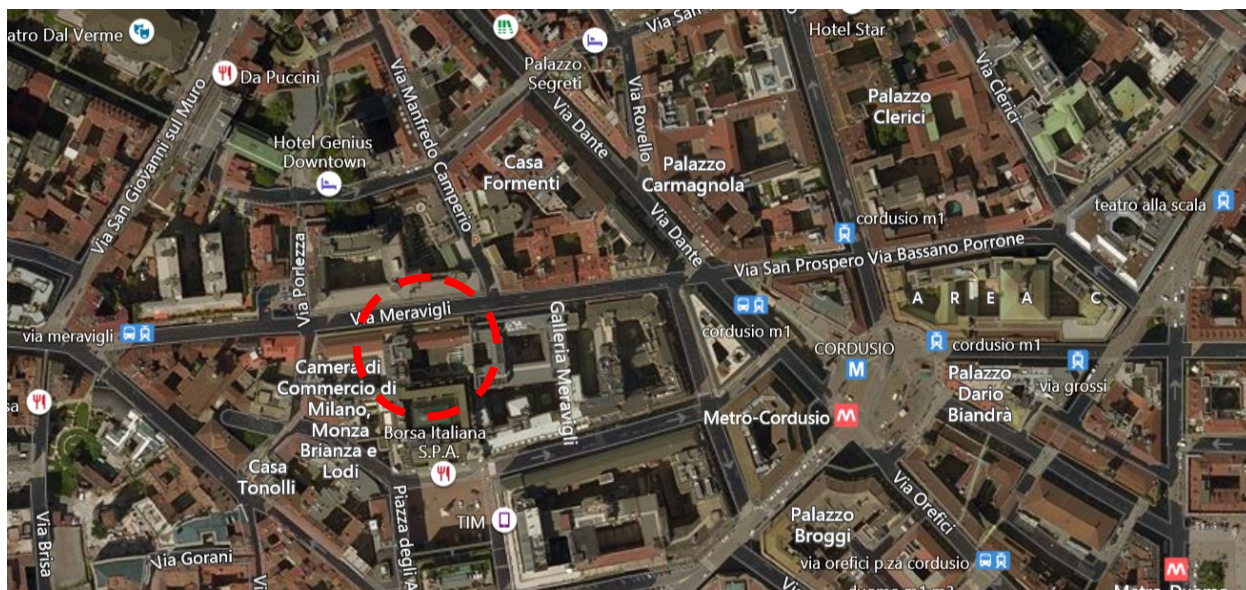 atro Dal Verme
Da Puccini
Via San Giovanni sul Muro
Hotel Genius
Downtown
Via Manfredo Camperio
Palazzo
Segreti
Via San
Via Rovello
Via Dante
Casa
Formenti
Palazzo
Carmagnola
Via Dante
Hotel Star
Palazzo
Clerici
Via Clerici
teatro alla scala
cordusio m1
Via San Prospero Via Bassano Porrone
A R E A C
Via Porlezza
Via Meravigli
via meravigli
Galleria Meravigli
cordusio m1
CORDUSIO
M
cordusio m1
via grossi
Palazzo
Dario
Biandrà
Metro-Cordusio
Camera di
Commercio di
Milano,
Monza
Brianza e
Lodi
Borsa Italiana
S.P.A.
Casa
Tonolli
Piazza degli A
TIM
Via Brisa
Via Gorani
Via Orefici
Palazzo
Broggi
via orefici p.za cordusio